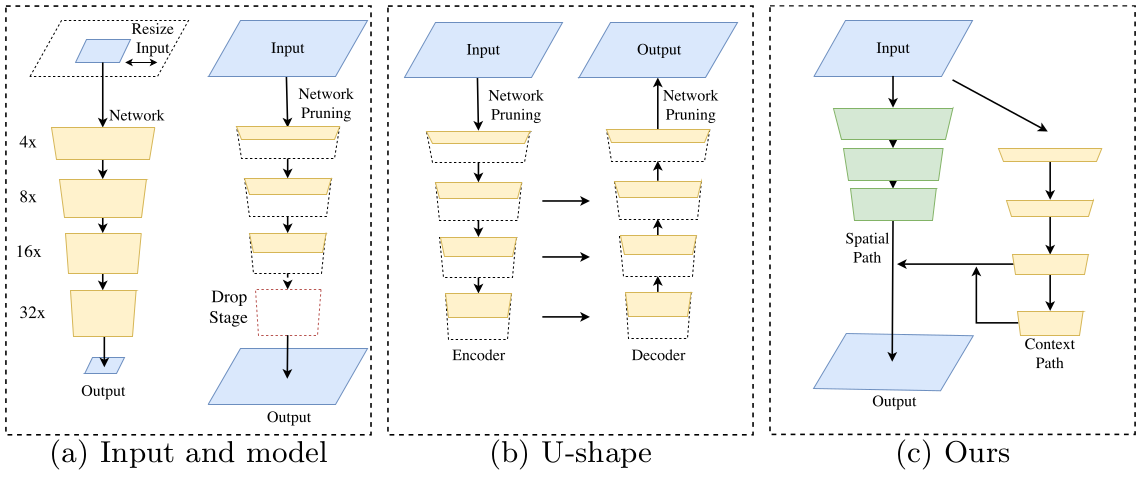 Resize
Input
Network
4x
8x
16x
32x
Output
Input
Network
Pruning
Drop
Stage
Output
(a) Input and model
Input
Network
Pruning
Encoder
Output
Network
Pruning
Decoder
(b) U-shape
Input
Spatial
Path
Context
Path
Output
(c) Ours